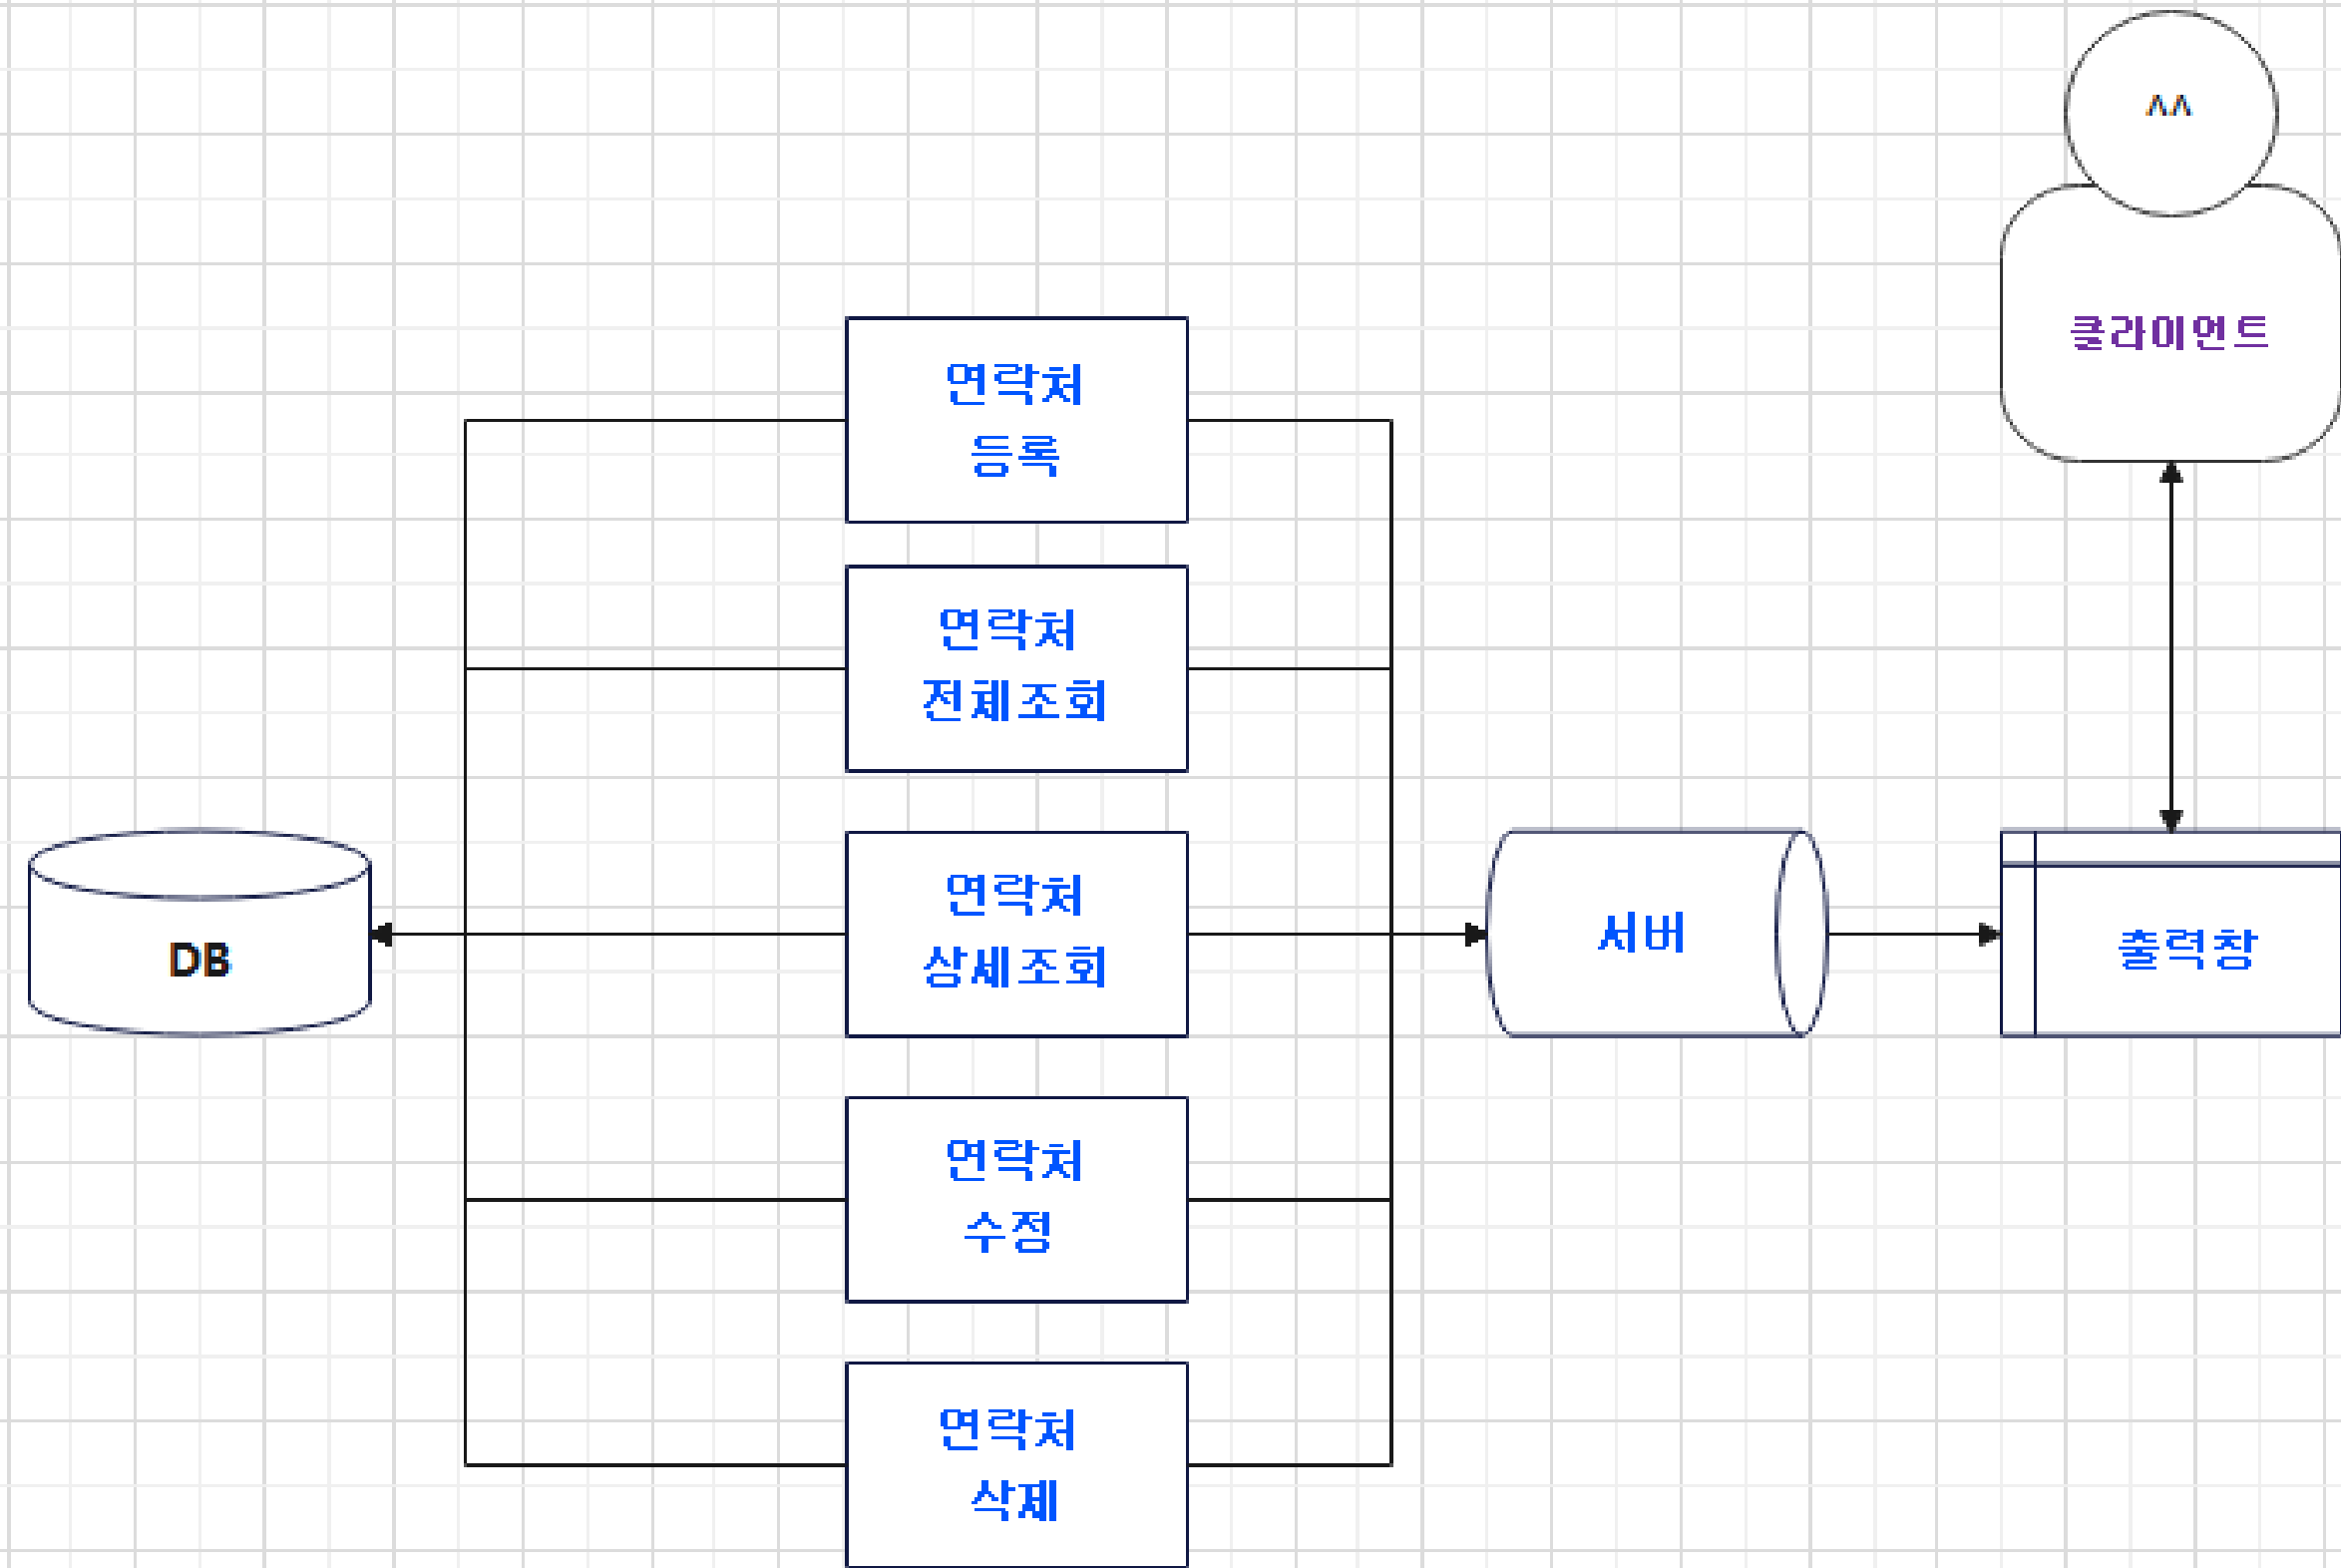 ^^
클라이언트
연락처
등록
연락처
전체조회
연락처
상세조회
연락처
수정
연락처
삭제
DB
서버
출력창